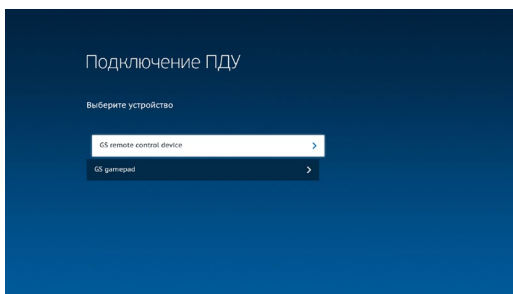 Подключение ПДУ
Выберите устройство
GS remote control device
GS gamepad